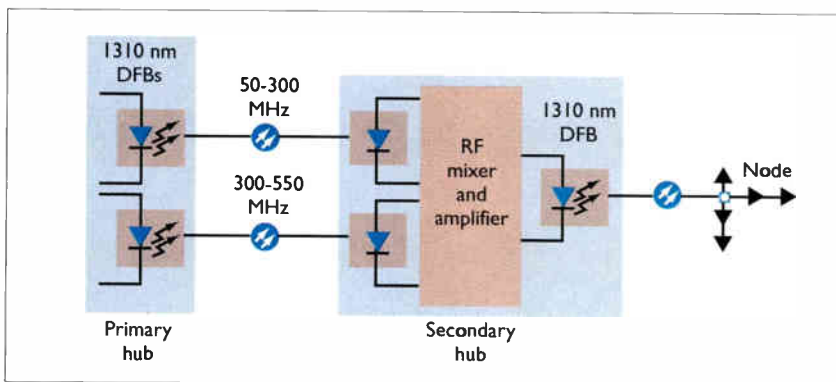 1310 nm
DFBs
50-300
MHz
300-550
MHz
RF
mixer
and
amplifier
1310 nm
DFB
Node
Primary
hub
Secondary
hub